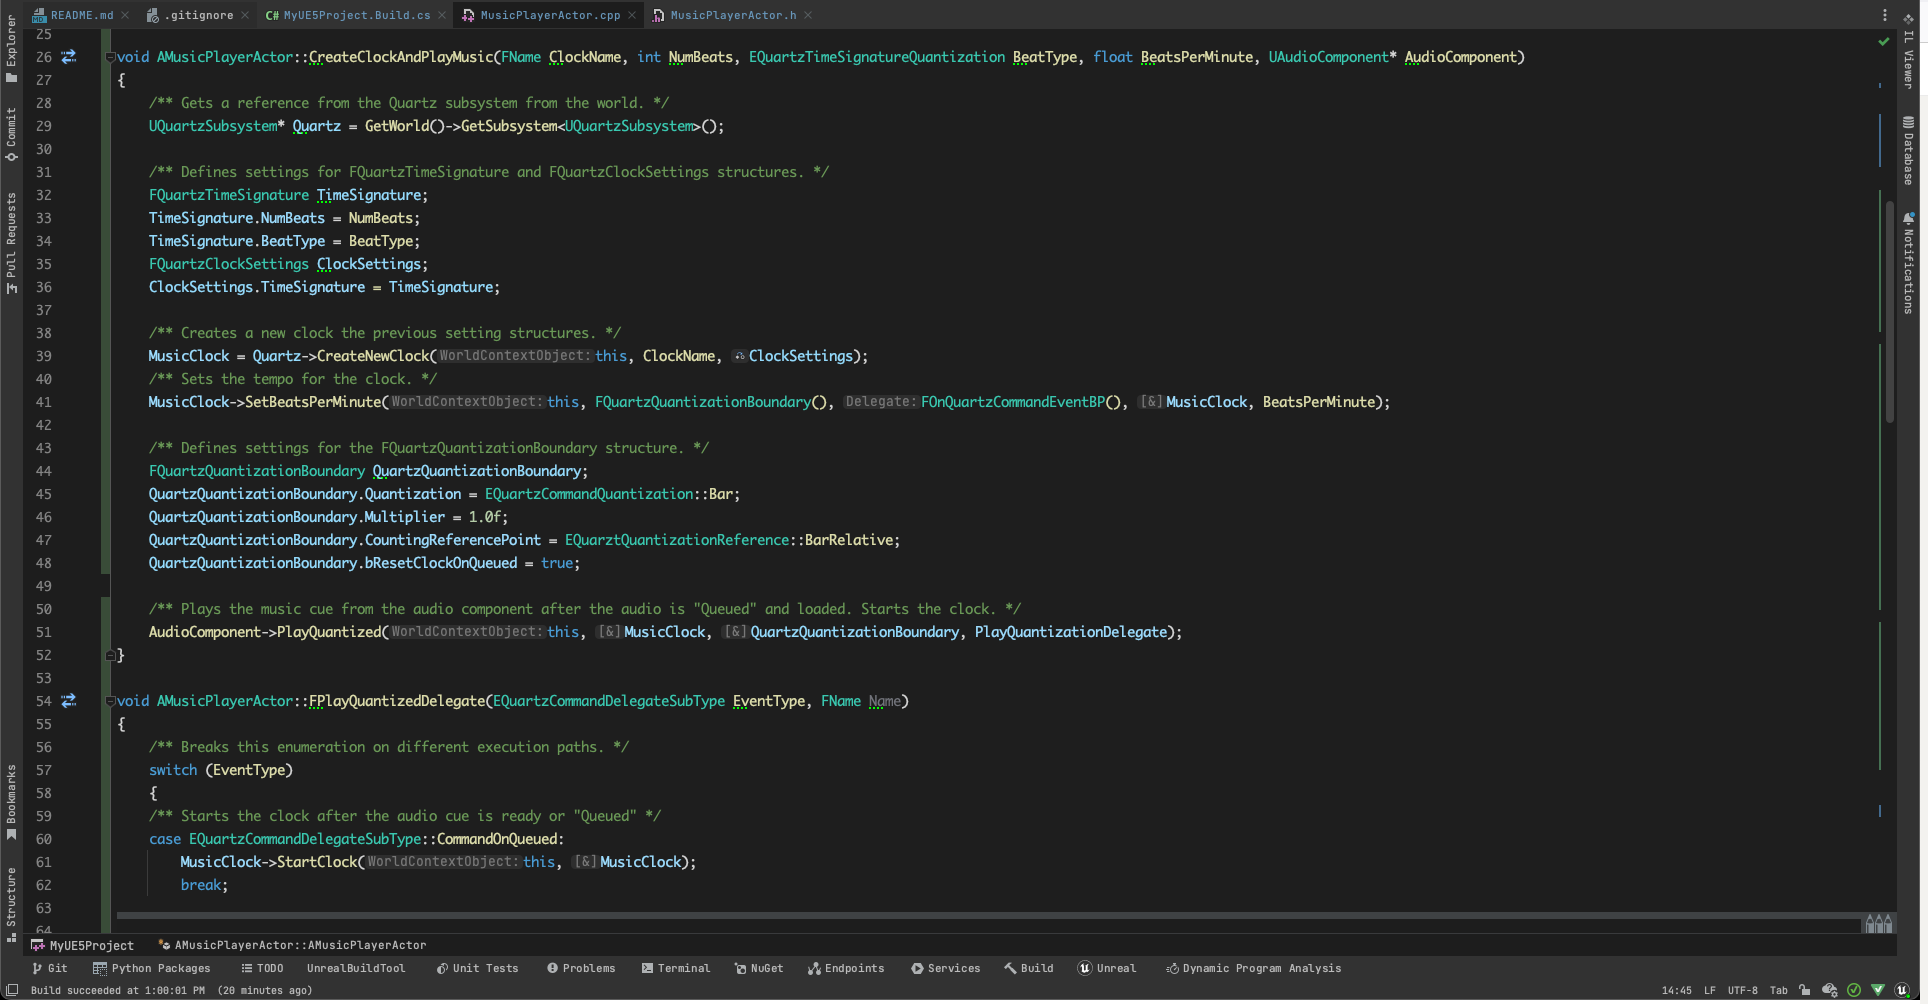 README.md .gitignore C# MyUE5Project.Build.cs MusicPlayerActor.cpp MusicPlayerActor.h
Explorer
Commit
Pull Requests
Bookmarks
Structure
25
26 void AMusicPlayerActor::CreateClockAndPlayMusic(FName ClockName, int NumBeats, EQuartzTimeSignatureQuantization BeatType, float BeatsPerMinute, UAudioComponent* AudioComponent)
27 {
28 /** Gets a reference from the Quartz subsystem from the world. */
29 UQuartzSubsystem* Quartz = GetWorld()->GetSubsystem<UQuartzSubsystem>();
30
31 /** Defines settings for FQuartzTimeSignature and FQuartzClockSettings structures. */
32 FQuartzTimeSignature TimeSignature;
33 TimeSignature.NumBeats = NumBeats;
34 TimeSignature.BeatType = BeatType;
35 FQuartzClockSettings ClockSettings;
36 ClockSettings.TimeSignature = TimeSignature;
37
38 /** Creates a new clock the previous setting structures. */
39 MusicClock = Quartz->CreateNewClock(WorldContextObject: this, ClockName, ClockSettings);
40 /** Sets the tempo for the clock. */
41 MusicClock->SetBeatsPerMinute(WorldContextObject: this, FQuartzQuantizationBoundary(), Delegate: FOnQuartzCommandEventBP(), [&] MusicClock, BeatsPerMinute);
42
43 /** Defines settings for the FQuartzQuantizationBoundary structure. */
44 FQuartzQuantizationBoundary QuartzQuantizationBoundary;
45 QuartzQuantizationBoundary.Quantization = EQuartzCommandQuantization::Bar;
46 QuartzQuantizationBoundary.Multiplier = 1.0f;
47 QuartzQuantizationBoundary.CountingReferencePoint = EQuarztQuantizationReference::BarRelative;
48 QuartzQuantizationBoundary.bResetClockOnQueued = true;
49
50 /** Plays the music cue from the audio component after the audio is "Queued" and loaded. Starts the clock. */
51 AudioComponent->PlayQuantized(WorldContextObject: this, [&] MusicClock, [&] QuartzQuantizationBoundary, PlayQuantizationDelegate);
52 }
53
54 void AMusicPlayerActor::FPlayQuantizedDelegate(EQuartzCommandDelegateSubType EventType, FName Name)
55 {
56 /** Breaks this enumeration on different execution paths. */
57 switch (EventType)
58 {
59 /** Starts the clock after the audio cue is ready or "Queued" */
60 case EQuartzCommandDelegateSubType::CommandOnQueued:
61 MusicClock->StartClock(WorldContextObject: this, [&] MusicClock);
62 break;
63
64
IL Viewer
Database
Notifications
MyUE5Project AMusicPlayerActor::AMusicPlayerActor
Git Python Packages TODO UnrealBuildTool Unit Tests Problems Terminal NuGet Endpoints Services Build Unreal Dynamic Program Analysis
Build succeeded at 1:00:01 PM (20 minutes ago) 14:45 LF UTF-8 Tab